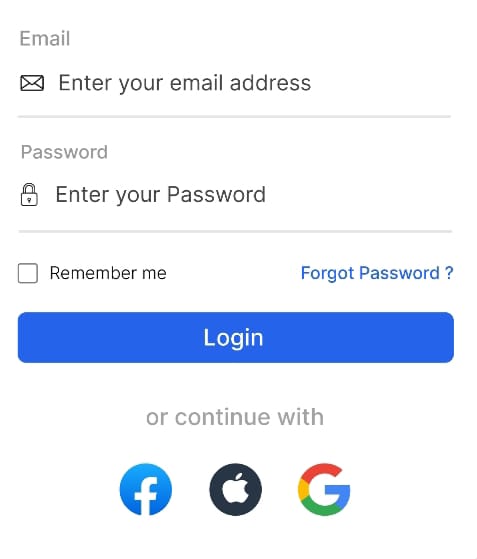 Email
Enter your email address
Password
Enter your Password
Remember me
Forgot Password ?
Login
or continue with